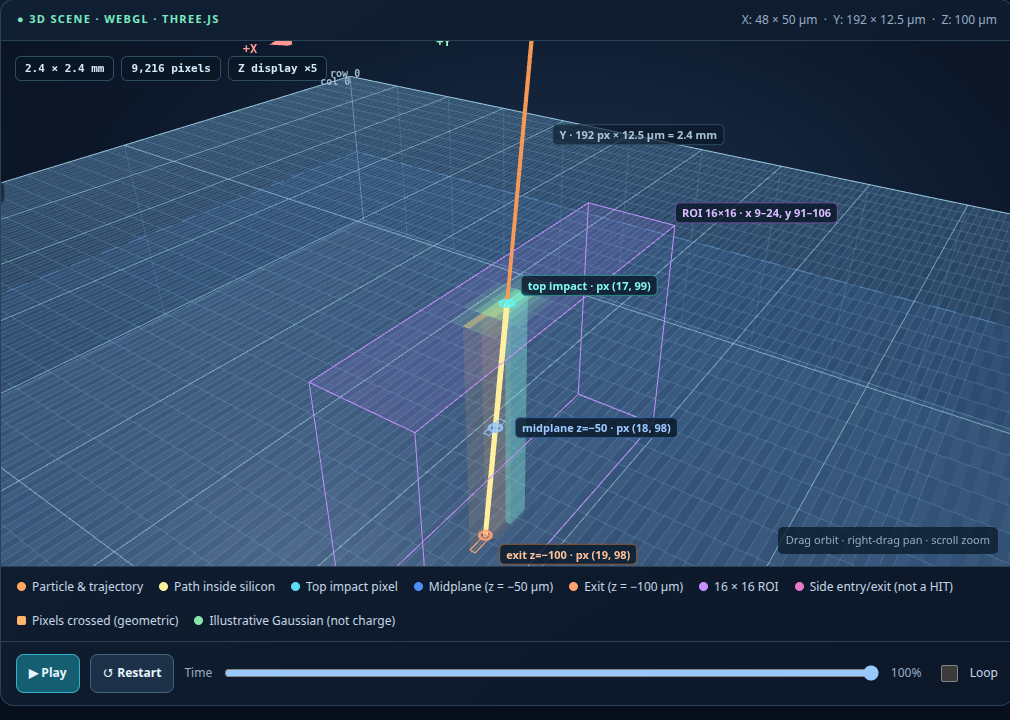 ● 3D SCENE · WEBGL · THREE.JS
X: 48 × 50 µm · Y: 192 × 12.5 µm · Z: 100 µm
+X
+Y
2.4 × 2.4 mm
9,216 pixels
Z display ×5
row 0
col 0
Y · 192 px × 12.5 µm = 2.4 mm
ROI 16×16 · x 9–24, y 91–106
top impact · px (17, 99)
midplane z=−50 · px (18, 98)
exit z=−100 · px (19, 98)
Drag orbit · right-drag pan · scroll zoom
Particle & trajectory
Path inside silicon
Top impact pixel
Midplane (z = −50 µm)
Exit (z = −100 µm)
16 × 16 ROI
Side entry/exit (not a HIT)
Pixels crossed (geometric)
Illustrative Gaussian (not charge)
▶ Play
↺ Restart
Time
100%
Loop